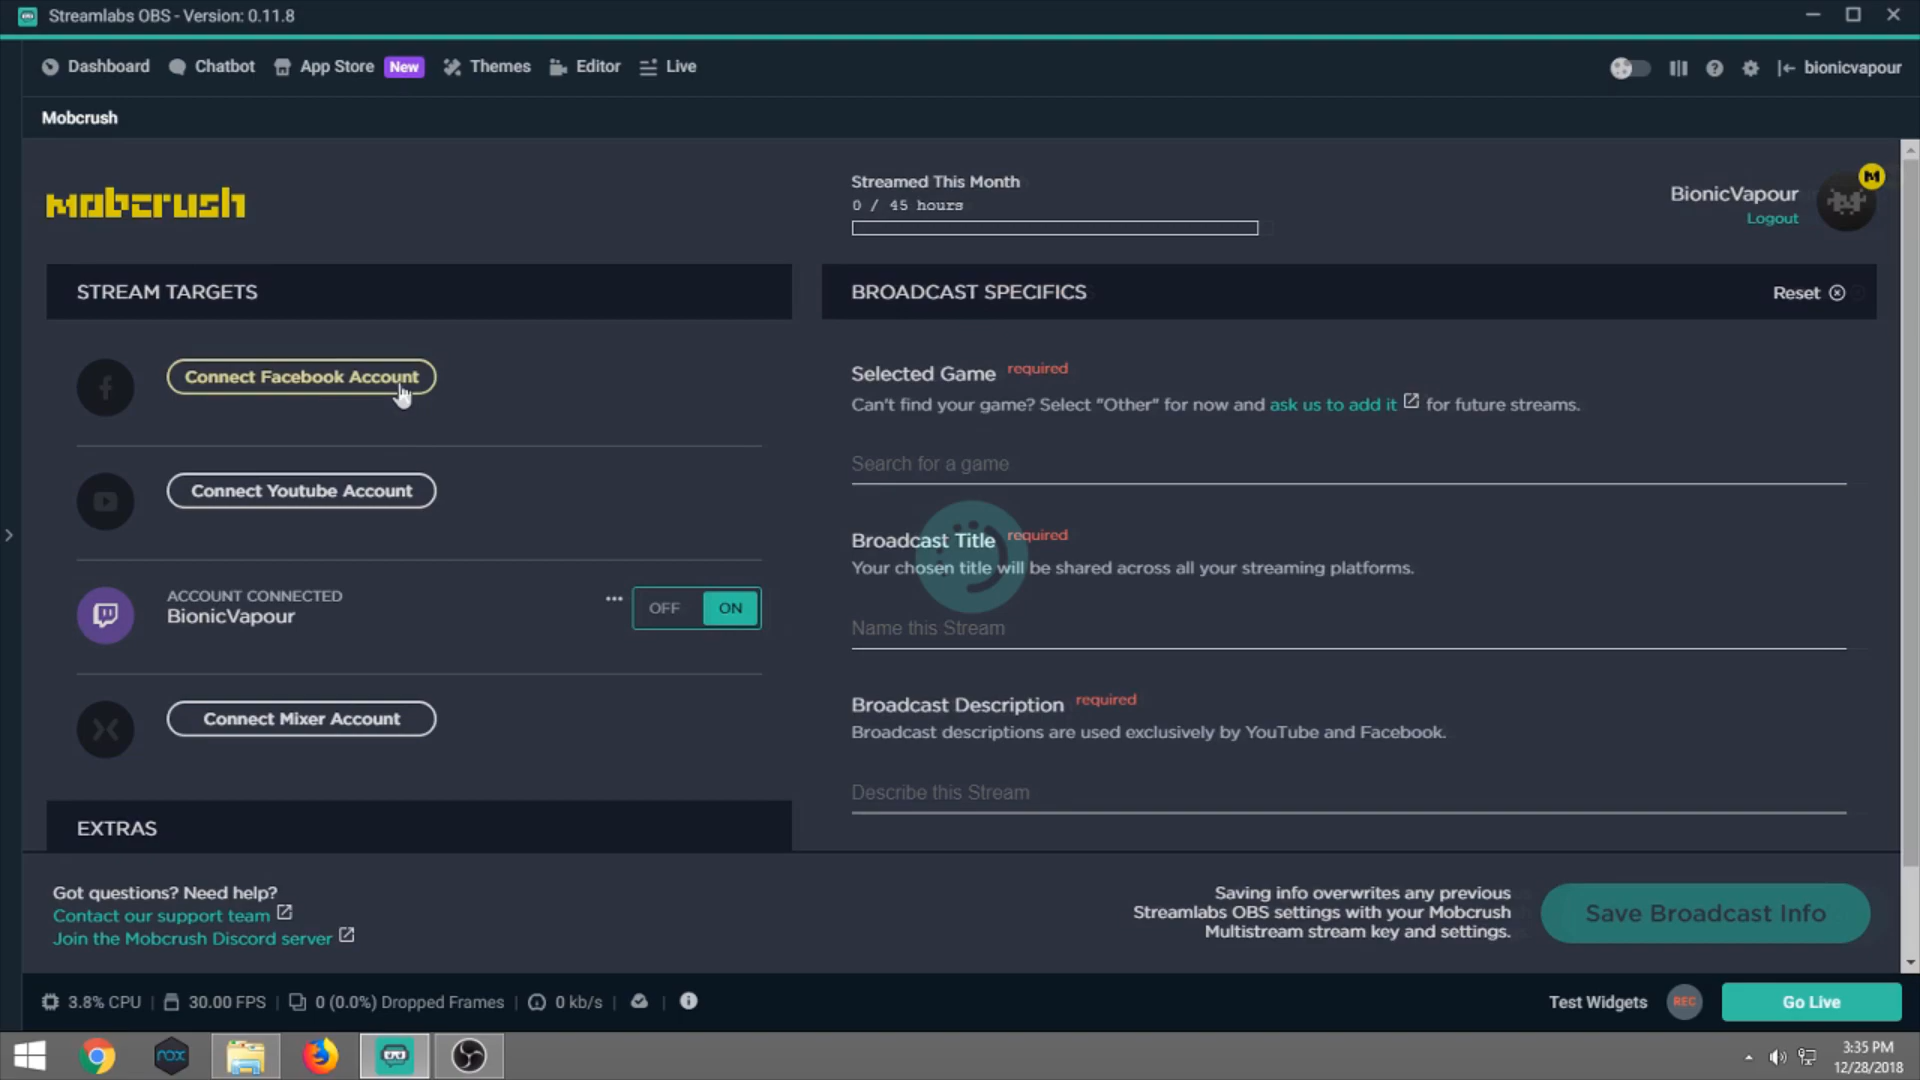 Streamlabs OBS - Version: 0.11.8
Dashboard Chatbot App Store New Themes Editor Live
bionicvapour
Mobcrush
Mobcrush
Streamed This Month
0 / 45 hours
BionicVapour
Logout
M
STREAM TARGETS
BROADCAST SPECIFICS
Reset
Connect Facebook Account
Connect Youtube Account
ACCOUNT CONNECTED
BionicVapour
OFF ON
Connect Mixer Account
EXTRAS
Selected Game required
Can't find your game? Select "Other" for now and ask us to add it for future streams.
Search for a game
Broadcast Title required
Your chosen title will be shared across all your streaming platforms.
Name this Stream
Broadcast Description required
Broadcast descriptions are used exclusively by YouTube and Facebook.
Describe this Stream
Got questions? Need help?
Contact our support team
Join the Mobcrush Discord server
Saving info overwrites any previous
Streamlabs OBS settings with your Mobcrush
Multistream stream key and settings.
Save Broadcast Info
3.8% CPU 30.00 FPS 0 (0.0%) Dropped Frames 0 kb/s
Test Widgets REC Go Live
nox
3:35 PM
12/28/2018